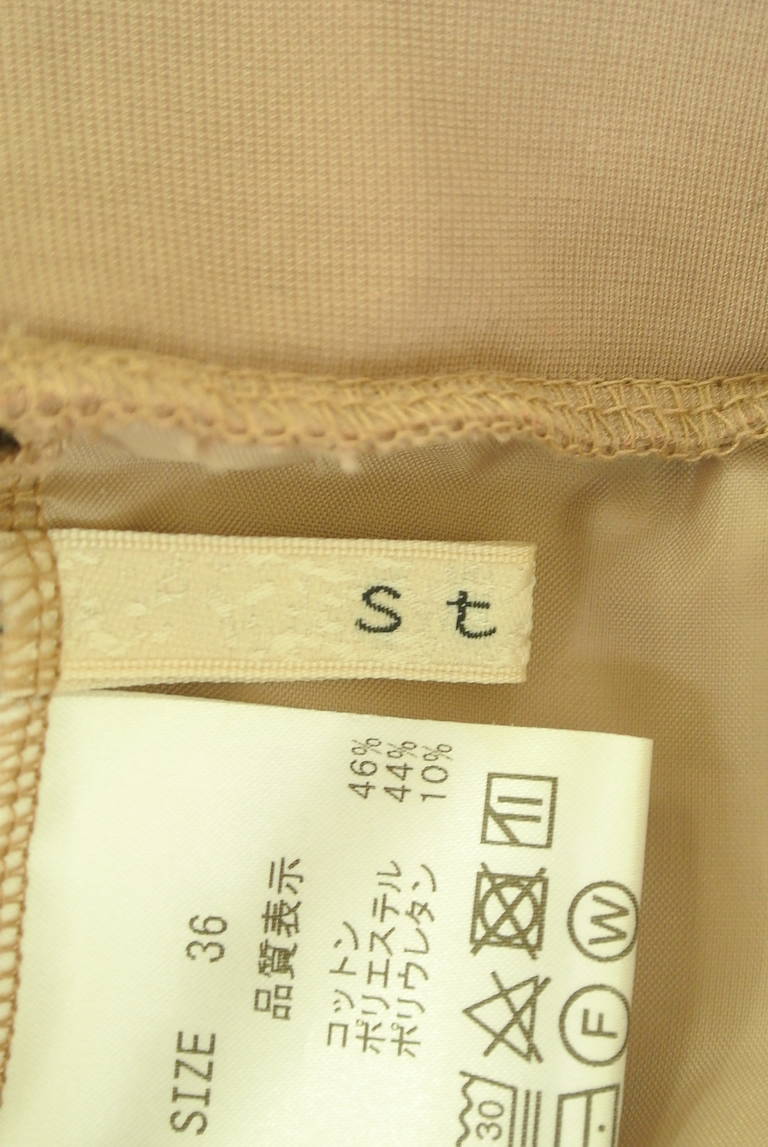 St
SIZE 36
品質表示
コットン 46%
ポリエステル 44%
ポリウレタン 10%
30
W
F